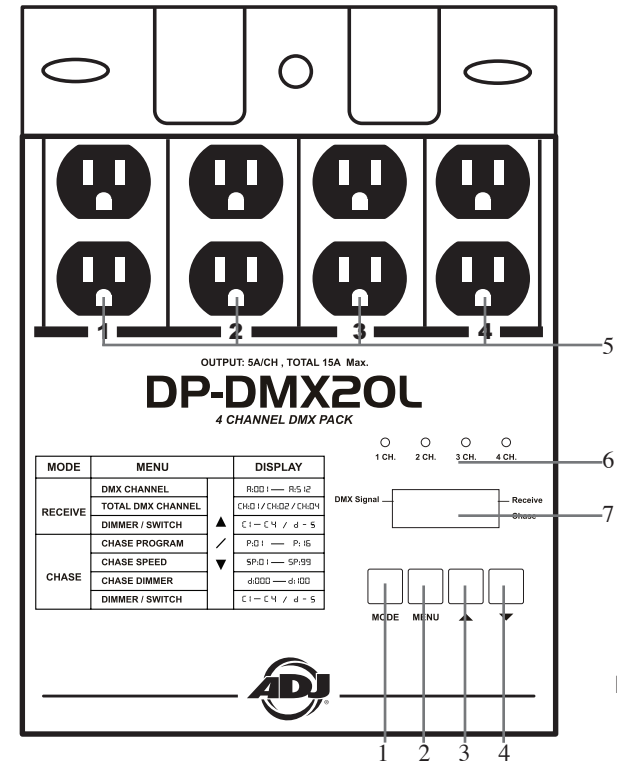 1 2 3 4
5
OUTPUT: 5A/CH , TOTAL 15A Max.
DP-DMX20L
4 CHANNEL DMX PACK
1 CH. 2 CH. 3 CH. 4 CH.
6
MODE MENU DISPLAY
RECEIVE
DMX CHANNEL A:001 — A:512
TOTAL DMX CHANNEL CH:01/CH:02/CH:04
DIMMER / SWITCH C1—C4 / d-S
▲ / ▼
CHASE
CHASE PROGRAM P:01 — P:16
CHASE SPEED SP:01 — SP:99
CHASE DIMMER d:000 — d:100
DIMMER / SWITCH C1—C4 / d-S
DMX Signal Receive
Chase
7
MODE MENU ▲ ▼
ADJ
®
1 2 3 4